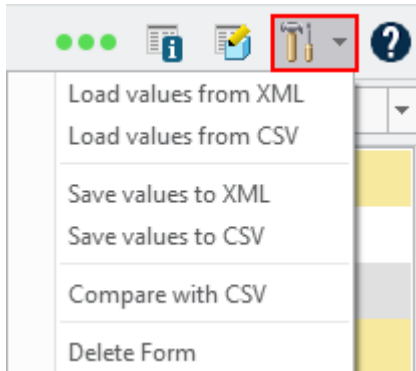 Load values from XML
Load values from CSV
Save values to XML
Save values to CSV
Compare with CSV
Delete Form